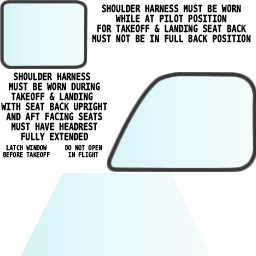 SHOULDER HARNESS MUST BE WORN
WHILE AT PILOT POSITION
FOR TAKEOFF & LANDING SEAT BACK
MUST NOT BE IN FULL BACK POSITION
SHOULDER HARNESS
MUST BE WORN DURING
TAKEOFF & LANDING
WITH SEAT BACK UPRIGHT
AND AFT FACING SEATS
MUST HAVE HEADREST
FULLY EXTENDED
LATCH WINDOW
BEFORE TAKEOFF
DO NOT OPEN
IN FLIGHT